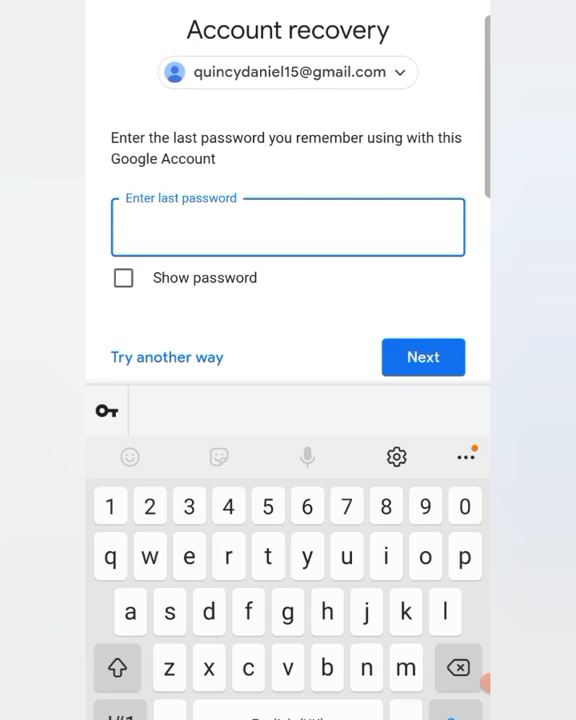 Account recovery
quincydaniel15@gmail.com
Enter the last password you remember using with this
Google Account
Enter last password
Show password
Try another way
Next
1 2 3 4 5 6 7 8 9 0
q w e r t y u i o p
a s d f g h j k l
z x c v b n m